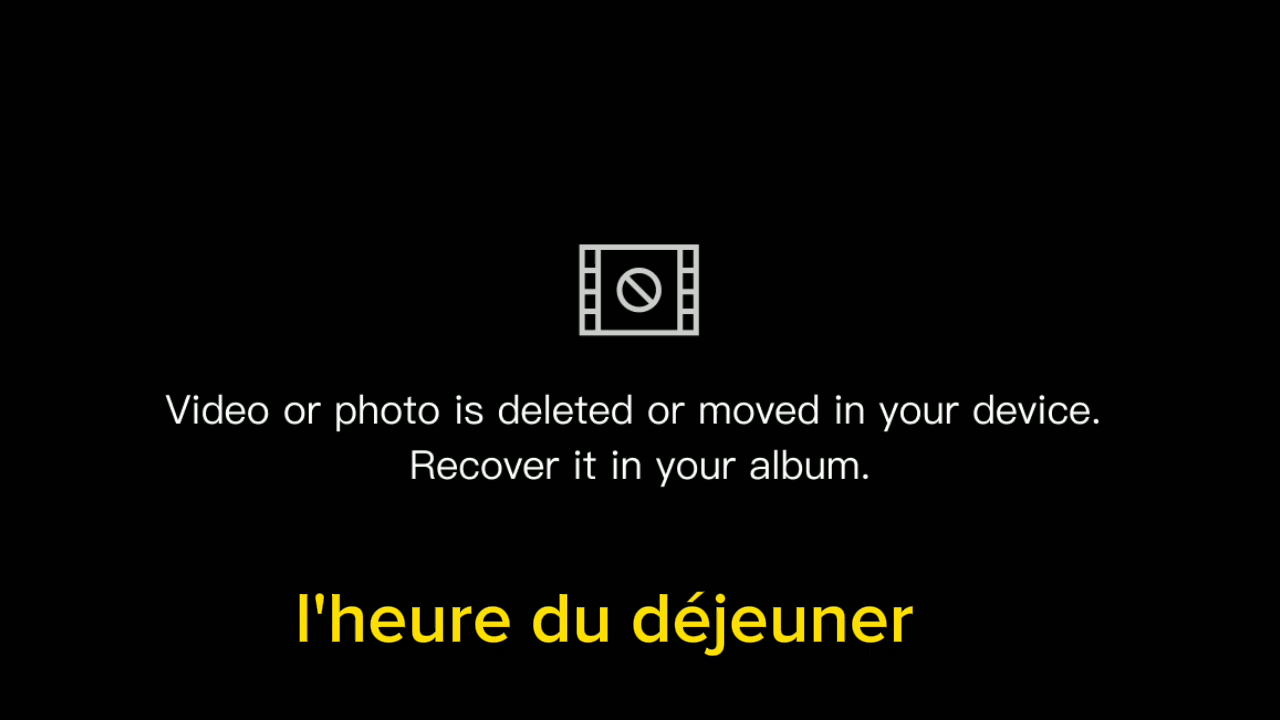 Video or photo is deleted or moved in your device.
Recover it in your album.
l'heure du déjeuner